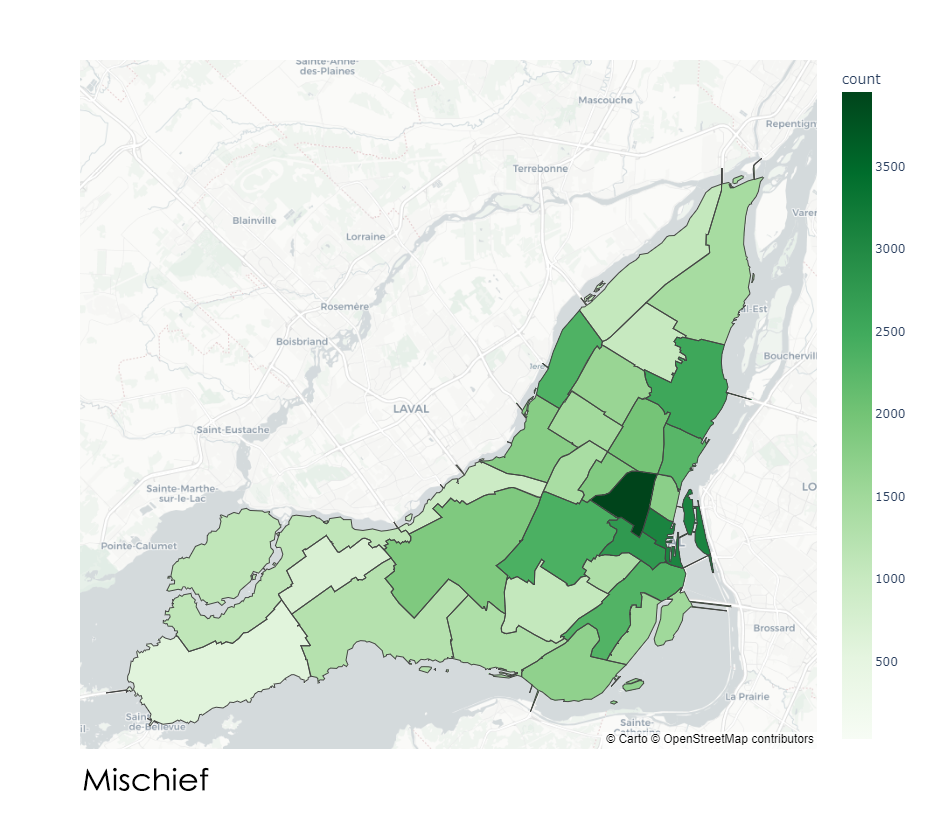 Sainte-Anne-
des-Plaines
count
Mascouche
Repentign
3500
Terrebonne
Blainville
Varen
Lorraine
3000
Rosemère
Boisbriand
2500
Bouchervill
LAVAL
2000
Saint-Eustache
Sainte-Marthe-
sur-le-Lac
LO
1500
Pointe-Calumet
1000
Brossard
500
La Prairie
de-Bellevue
Sainte-
© Carto © OpenStreetMap contributors
Mischief